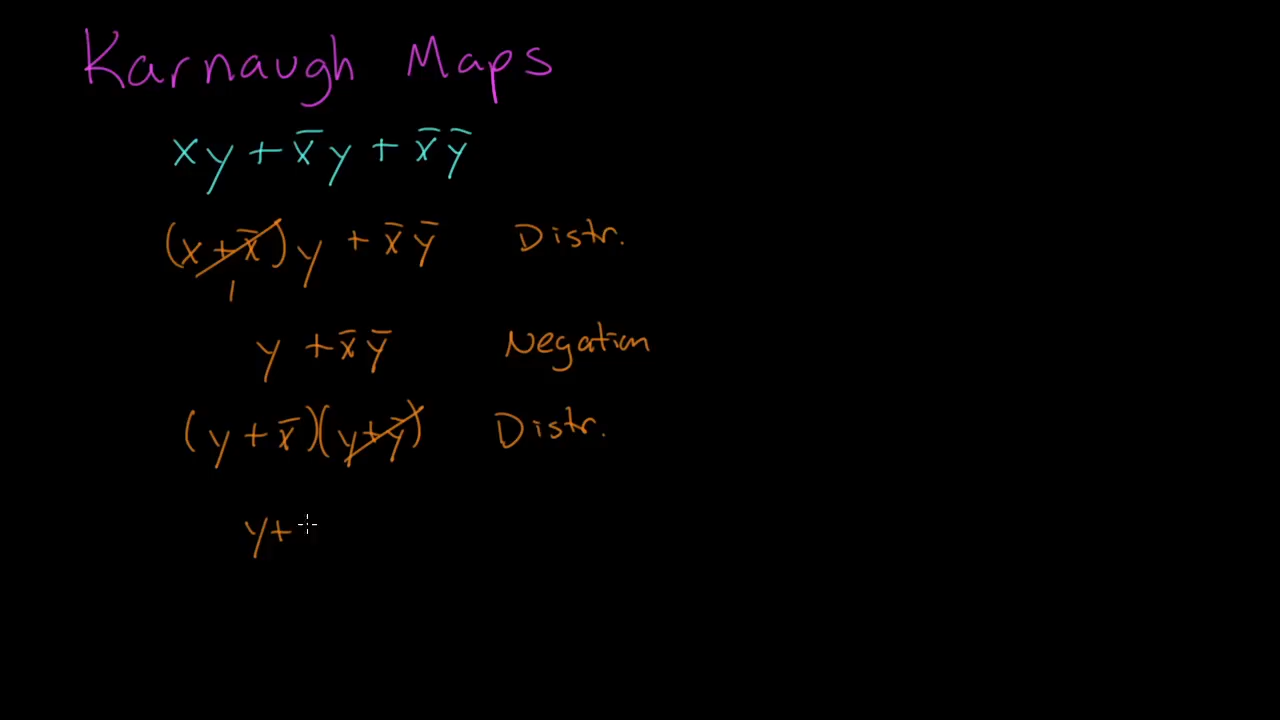 Karnaugh Maps
xy + x̅y + x̅y̅
(x + x̅)y + x̅y̅ Distr.
1
y + x̅y̅ Negation
(y + x̅)(y + y̅) Distr.
y +